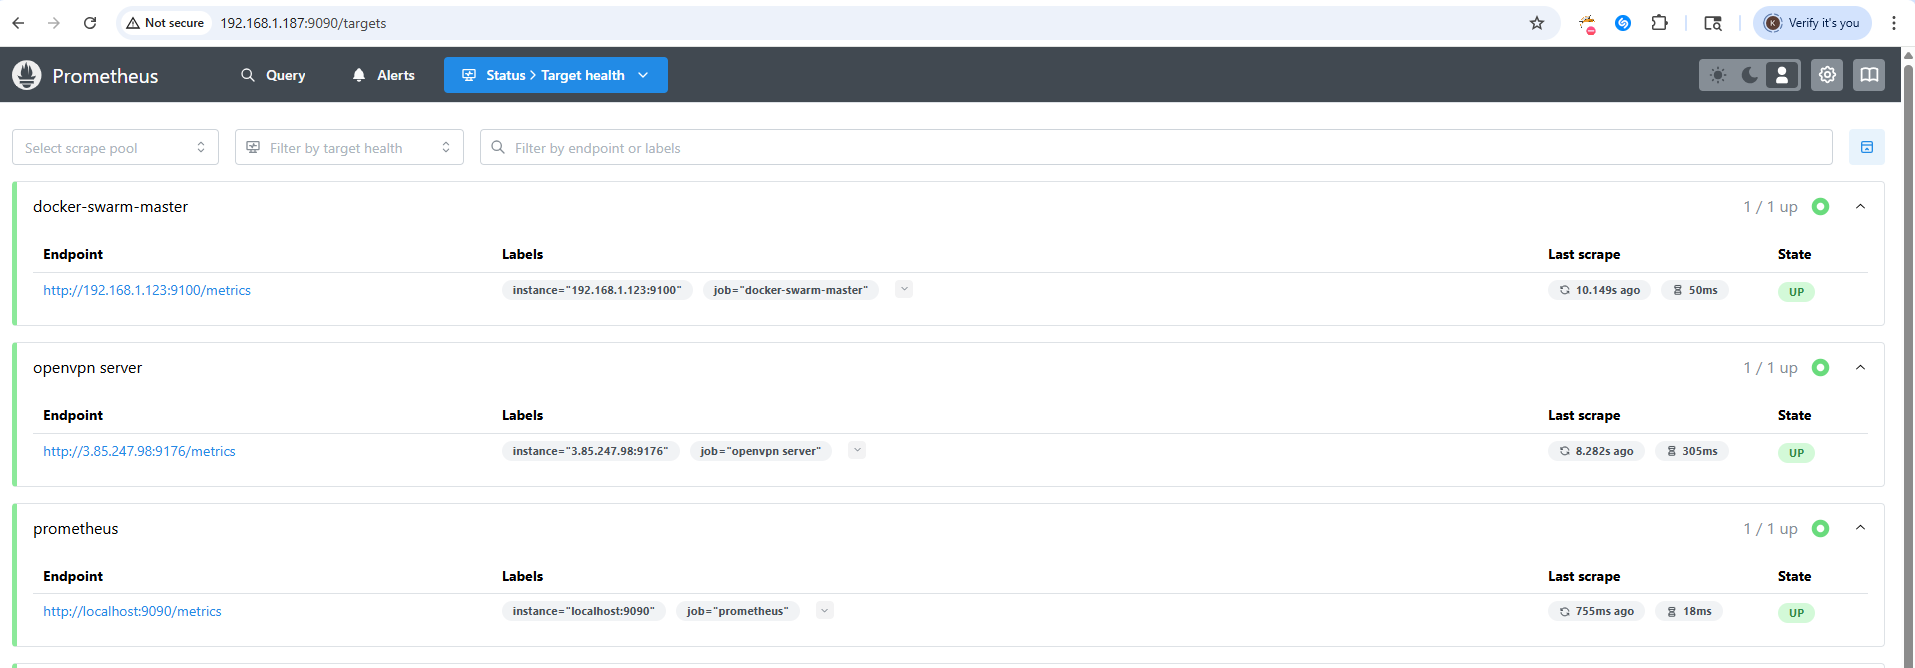 Not secure 192.168.1.187:9090/targets Verify it's you
K
Prometheus Query Alerts Status > Target health
Select scrape pool Filter by target health Filter by endpoint or labels
docker-swarm-master 1 / 1 up
Endpoint Labels Last scrape State
http://192.168.1.123:9100/metrics instance="192.168.1.123:9100" job="docker-swarm-master" 10.149s ago 50ms UP
openvpn server 1 / 1 up
Endpoint Labels Last scrape State
http://3.85.247.98:9176/metrics instance="3.85.247.98:9176" job="openvpn server" 8.282s ago 305ms UP
prometheus 1 / 1 up
Endpoint Labels Last scrape State
http://localhost:9090/metrics instance="localhost:9090" job="prometheus" 755ms ago 18ms UP